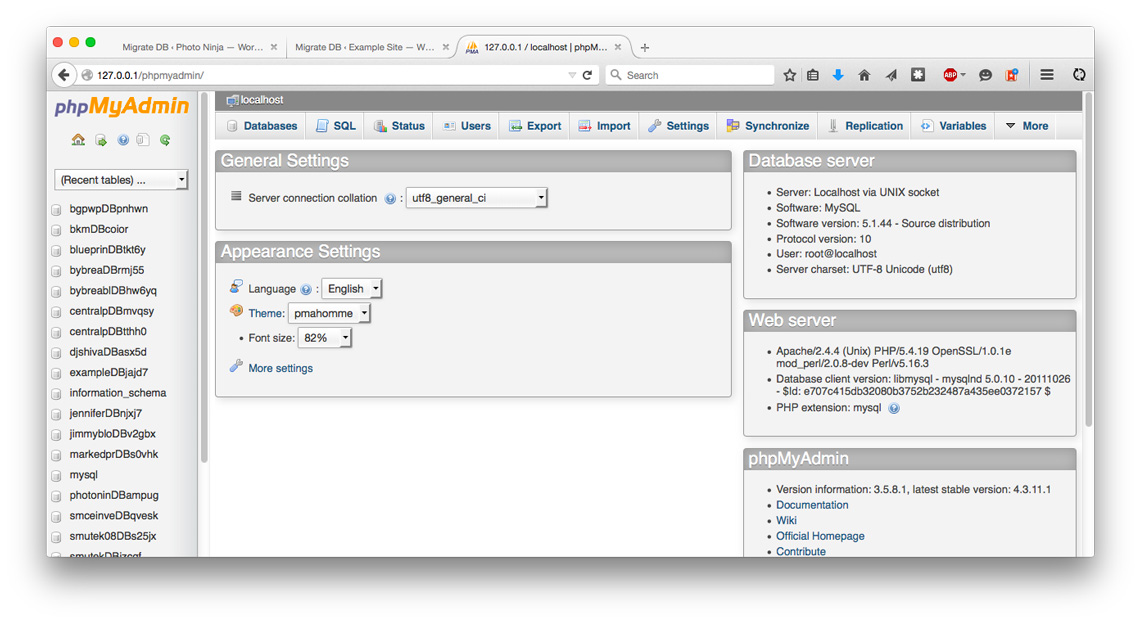 Migrate DB ‹ Photo Ninja — Wor... ×
Migrate DB ‹ Example Site — W... ×
PMA 127.0.0.1 / localhost | phpM... ×
127.0.0.1/phpmyadmin/
Search
ABP
phpMyAdmin
(Recent tables) ...
bgpwpDBpnhwn
bkmDBcoior
blueprinDBtkt6y
bybreaDBrmj55
bybreablDBhw6yq
centralpDBmvqsy
centralpDBtthh0
djshivaDBasx5d
exampleDBjajd7
information_schema
jenniferDBnjxj7
jimmybloDBv2gbx
markedprDBs0vhk
mysql
photoninDBampug
smceinveDBqvesk
smutek08DBs25jx
localhost
Databases
SQL
Status
Users
Export
Import
Settings
Synchronize
Replication
Variables
More
General Settings
Server connection collation : utf8_general_ci
Appearance Settings
Language : English
Theme: pmahomme
• Font size: 82%
More settings
Database server
• Server: Localhost via UNIX socket
• Software: MySQL
• Software version: 5.1.44 - Source distribution
• Protocol version: 10
• User: root@localhost
• Server charset: UTF-8 Unicode (utf8)
Web server
• Apache/2.4.4 (Unix) PHP/5.4.19 OpenSSL/1.0.1e
mod_perl/2.0.8-dev Perl/v5.16.3
• Database client version: libmysql - mysqlnd 5.0.10 - 20111026
- $Id: e707c415db32080b3752b232487a435ee0372157 $
• PHP extension: mysql
phpMyAdmin
• Version information: 3.5.8.1, latest stable version: 4.3.11.1
• Documentation
• Wiki
• Official Homepage
• Contribute